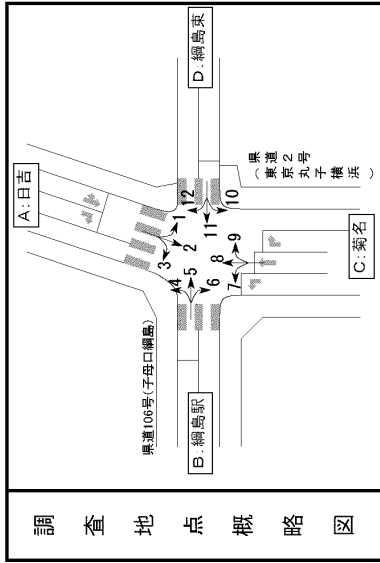 調査地点概略図
A:日吉
D:綱島東
県道106号(子母口綱島)
県道2号
(東京丸子横浜)
B:綱島駅
C:菊名
1
2
3
4
5
6
7
8
9
10
11
12